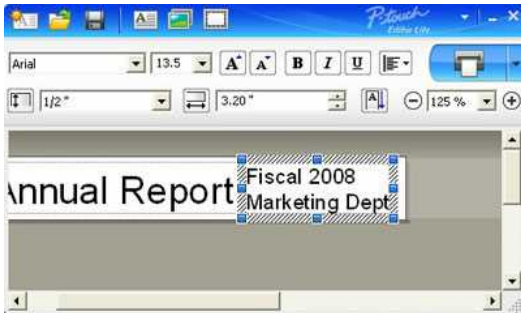 P-touch
Editor Lite
Arial
13.5
A
A
B
I
U
1/2"
3.20"
A
125 %
Annual Report
Fiscal 2008
Marketing Dept